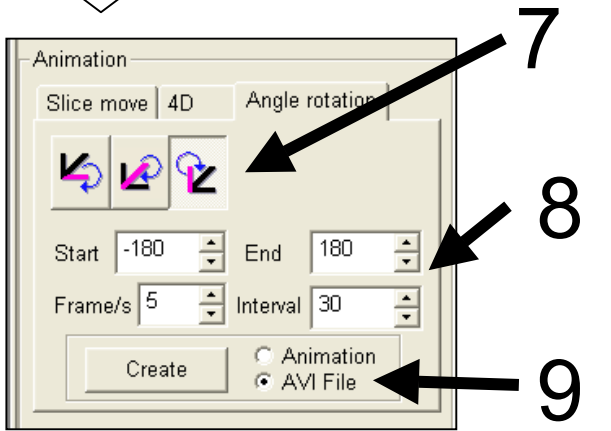 7
Animation
Slice move 4D Angle rotation
8
Start -180 End 180
Frame/s 5 Interval 30
Create Animation
AVI File
9